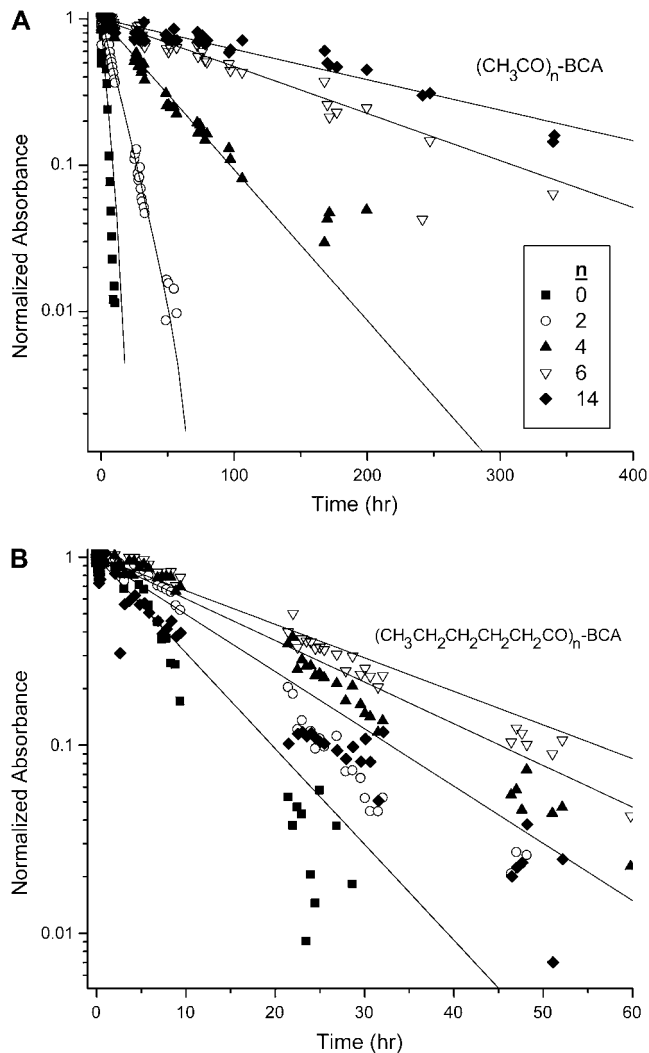 A
1
0.1
0.01
Normalized Absorbance
(CH3CO)n-BCA
n
0
2
4
6
14
0 100 200 300 400
Time (hr)
B
1
0.1
0.01
Normalized Absorbance
(CH3CH2CH2CH2CH2CO)n-BCA
0 10 20 30 40 50 60
Time (hr)